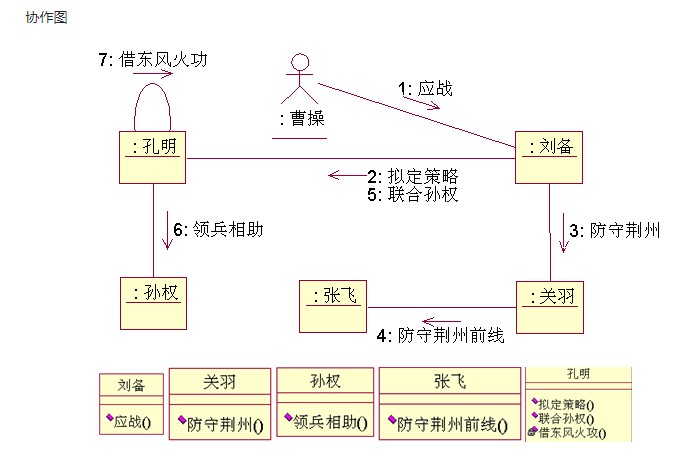 协作图
7: 借东风火功
1: 应战
: 曹操
: 孔明
: 刘备
2: 拟定策略
5: 联合孙权
6: 领兵相助
3: 防守荆州
: 孙权
: 张飞
: 关羽
4: 防守荆州前线
刘备
应战()
关羽
防守荆州()
孙权
领兵相助()
张飞
防守荆州前线()
孔明
拟定策略()
联合孙权()
借东风火攻()